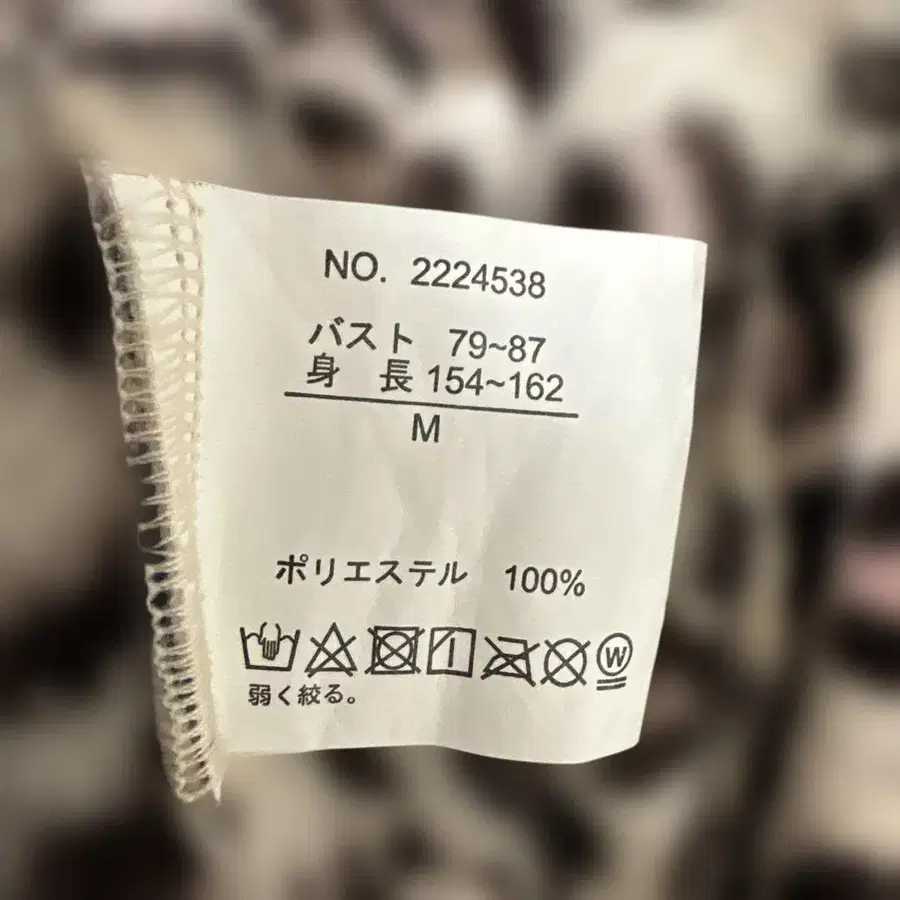 NO. 2224538
バスト 79~87
身 長 154~162
M
ポリエステル 100%
W
弱く絞る。